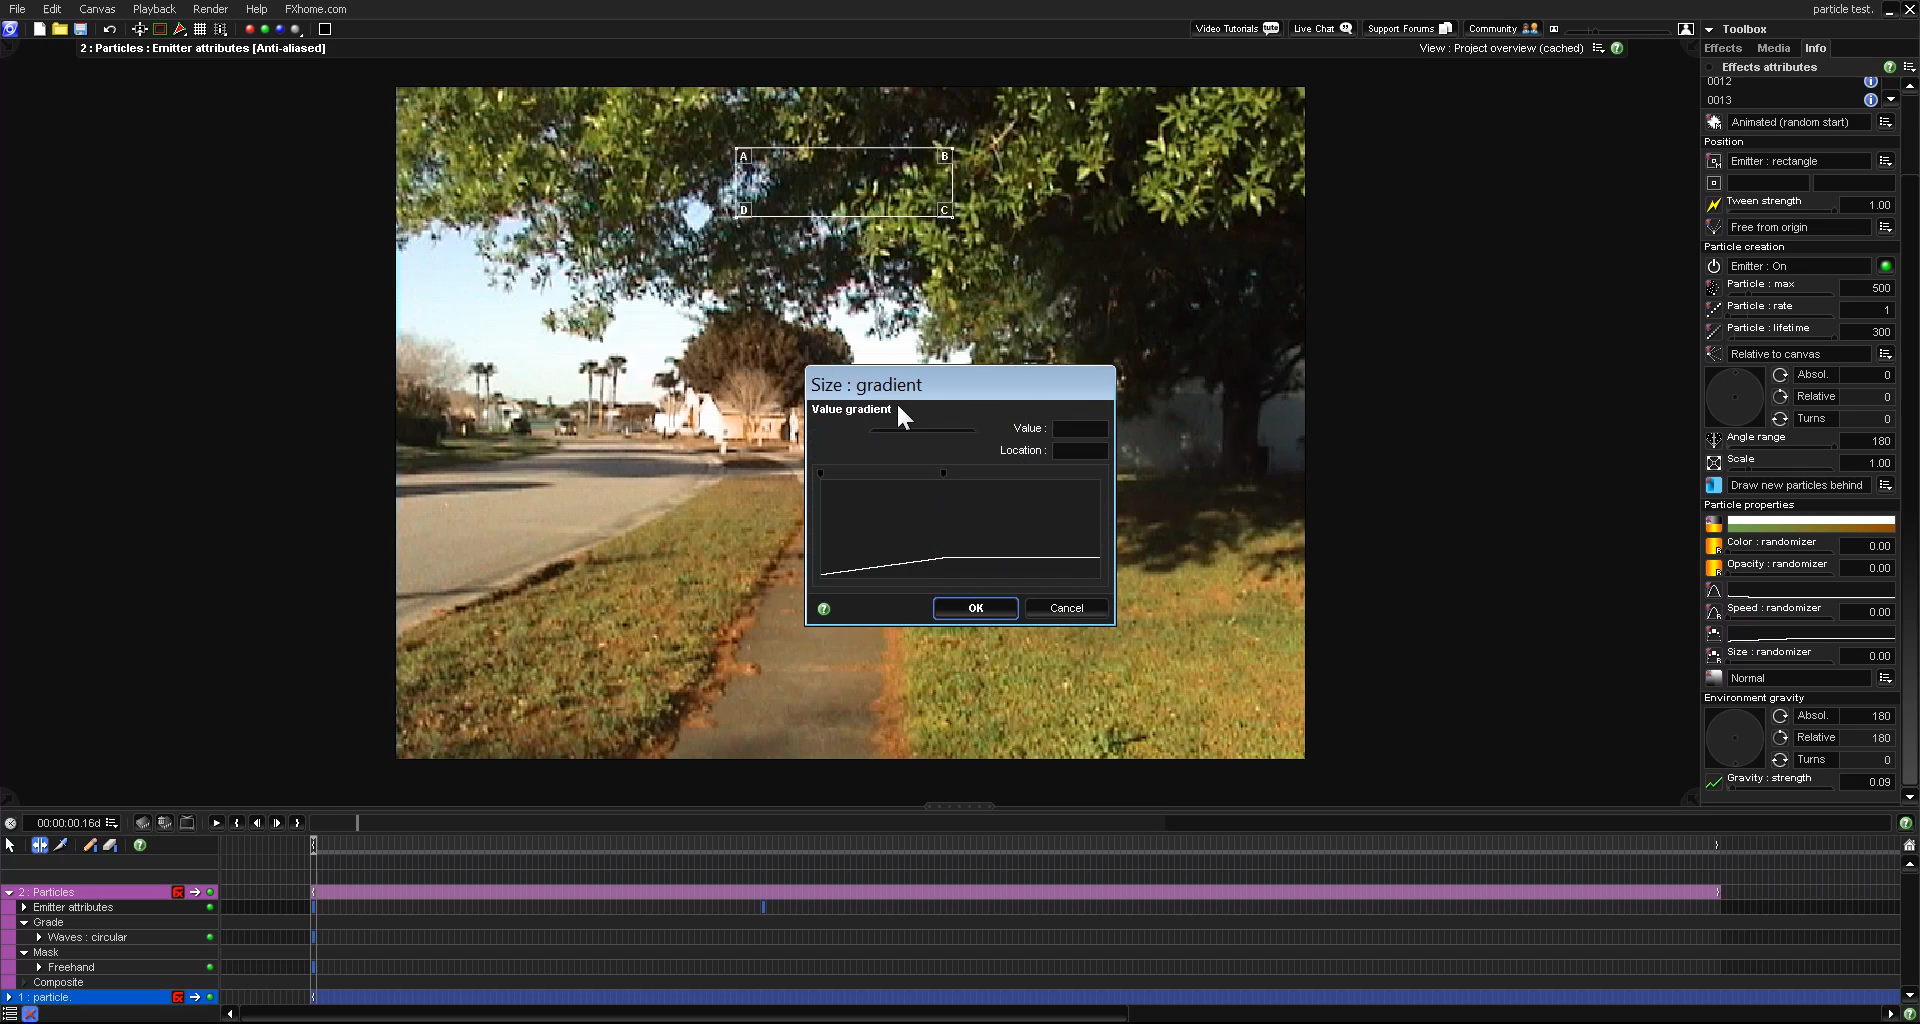 File Edit Canvas Playback Render Help FXhome.com
particle test.
Video Tutorials tute Live Chat Support Forums Community
2 : Particles : Emitter attributes [Anti-aliased]
View : Project overview (cached)
Toolbox
Effects Media Info
Effects attributes
0012
0013
Animated (random start)
Position
Emitter : rectangle
Tween strength 1.00
Free from origin
Particle creation
Emitter : On
Particle : max 500
Particle : rate 1
Particle : lifetime 300
Relative to canvas
Absol. 0
Relative 0
Turns 0
Angle range 180
Scale 1.00
Draw new particles behind
Particle properties
Color : randomizer 0.00
Opacity : randomizer 0.00
Speed : randomizer 0.00
Size : randomizer 0.00
Normal
Environment gravity
Absol. 180
Relative 180
Turns 0
Gravity : strength 0.09
A B
D C
Size : gradient
Value gradient
Value :
Location :
OK Cancel
00:00:00.16d
2 : Particles
Emitter attributes
Grade
Waves : circular
Mask
Freehand
Composite
1 : particle.